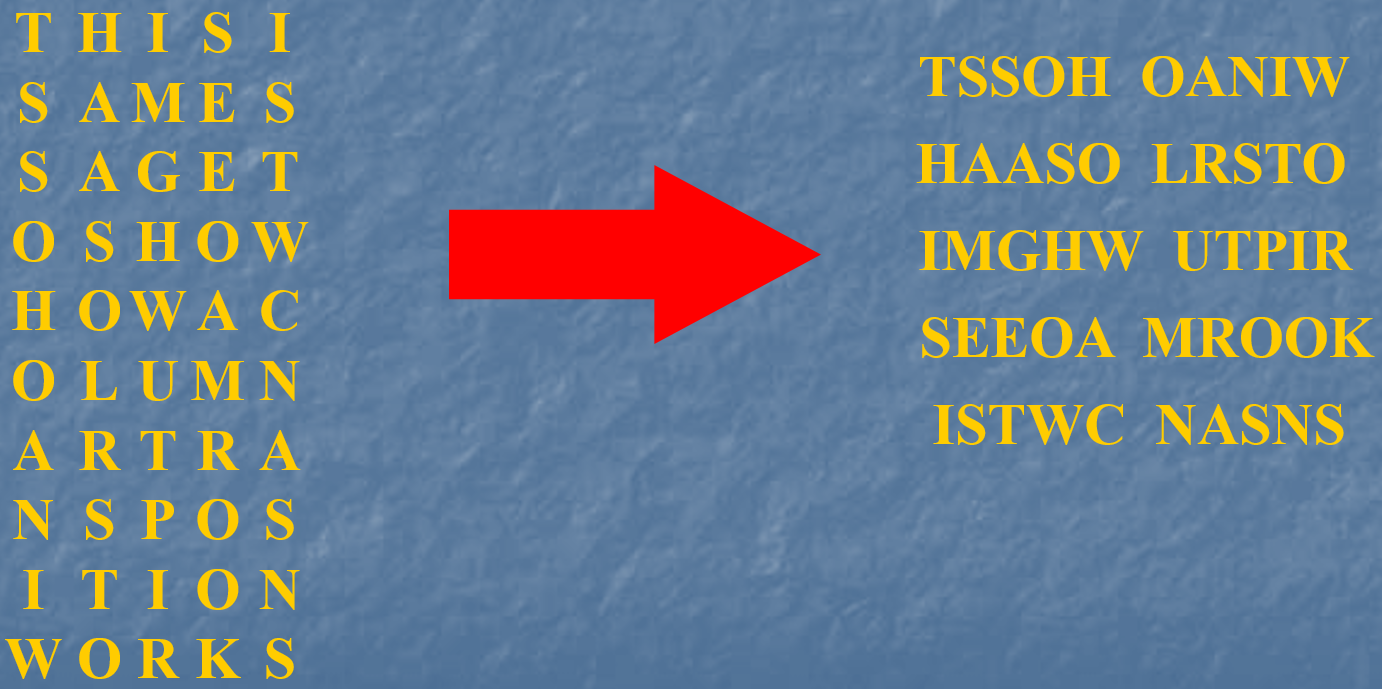 T H I S I
S A M E S
S A G E T
O S H O W
H O W A C
O L U M N
A R T R A
N S P O S
I T I O N
W O R K S
TSSOH OANIW
HAASO LRSTO
IMGHW UTPIR
SEEOA MROOK
ISTWC NASNS